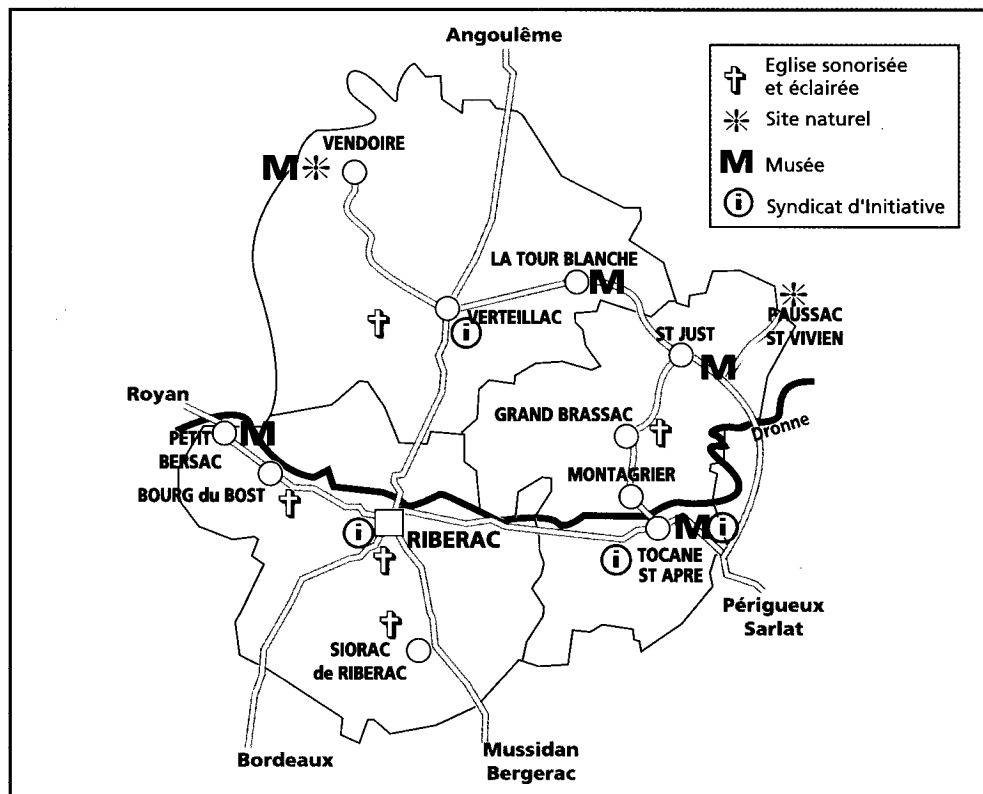 Angoulême
Eglise sonorisée
et éclairée
Site naturel
M Musée
i Syndicat d'Initiative
VENDOIRE
M
LA TOUR BLANCHE
M
VERTEILLAC
i
PAUSSAC
ST VIVIEN
ST JUST
M
Royan
GRAND BRASSAC
Dronne
PETIT
BERSAC
M
MONTAGRIER
BOURG du BOST
i
RIBERAC
M i
i
TOCANE
ST APRE
Périgueux
Sarlat
SIORAC
de RIBERAC
Bordeaux
Mussidan
Bergerac